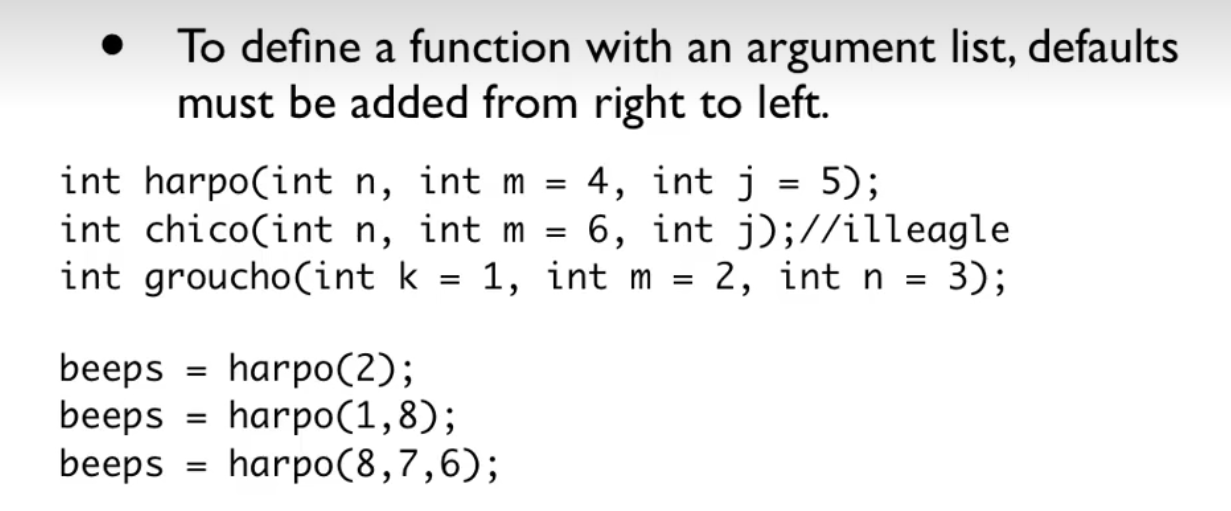 • To define a function with an argument list, defaults
must be added from right to left.
int harpo(int n, int m = 4, int j = 5);
int chico(int n, int m = 6, int j);//illeagle
int groucho(int k = 1, int m = 2, int n = 3);
beeps = harpo(2);
beeps = harpo(1,8);
beeps = harpo(8,7,6);